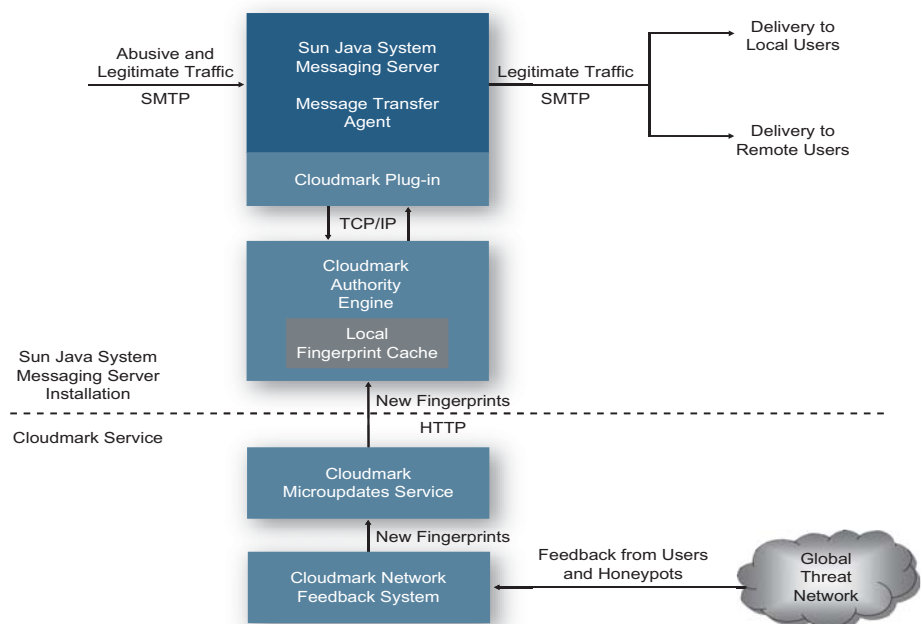 Abusive and
Legitimate Traffic
SMTP
Sun Java System
Messaging Server
Message Transfer
Agent
Cloudmark Plug-in
Legitimate Traffic
SMTP
Delivery to
Local Users
Delivery to
Remote Users
TCP/IP
Cloudmark
Authority
Engine
Local
Fingerprint Cache
Sun Java System
Messaging Server
Installation
New Fingerprints
HTTP
Cloudmark Service
Cloudmark
Microupdates Service
New Fingerprints
Cloudmark Network
Feedback System
Feedback from Users
and Honeypots
Global
Threat
Network